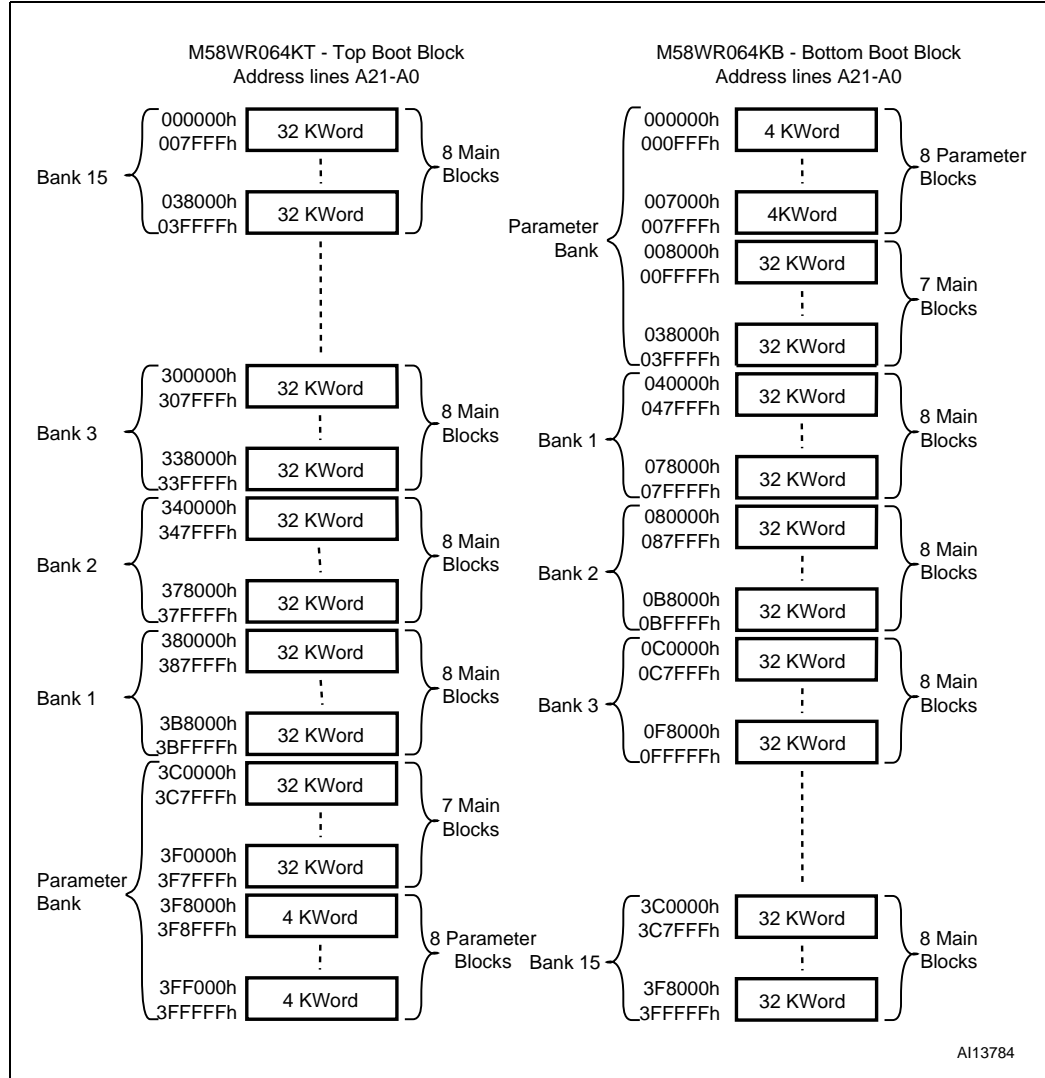 M58WR064KT - Top Boot Block
Address lines A21-A0
Bank 15
000000h
007FFFh
32 KWord
038000h
03FFFFh
32 KWord
8 Main
Blocks
Bank 3
300000h
307FFFh
32 KWord
338000h
33FFFFh
32 KWord
8 Main
Blocks
Bank 2
340000h
347FFFh
32 KWord
378000h
37FFFFh
32 KWord
8 Main
Blocks
Bank 1
380000h
387FFFh
32 KWord
3B8000h
3BFFFFh
32 KWord
8 Main
Blocks
Parameter
Bank
3C0000h
3C7FFFh
32 KWord
3F0000h
3F7FFFh
32 KWord
7 Main
Blocks
3F8000h
3F8FFFh
4 KWord
3FF000h
3FFFFFh
4 KWord
8 Parameter
Blocks
M58WR064KB - Bottom Boot Block
Address lines A21-A0
Parameter
Bank
000000h
000FFFh
4 KWord
007000h
007FFFh
4KWord
8 Parameter
Blocks
008000h
00FFFFh
32 KWord
038000h
03FFFFh
32 KWord
7 Main
Blocks
Bank 1
040000h
047FFFh
32 KWord
078000h
07FFFFh
32 KWord
8 Main
Blocks
Bank 2
080000h
087FFFh
32 KWord
0B8000h
0BFFFFh
32 KWord
8 Main
Blocks
Bank 3
0C0000h
0C7FFFh
32 KWord
0F8000h
0FFFFFh
32 KWord
8 Main
Blocks
Bank 15
3C0000h
3C7FFFh
32 KWord
3F8000h
3FFFFFh
32 KWord
8 Main
Blocks
AI13784